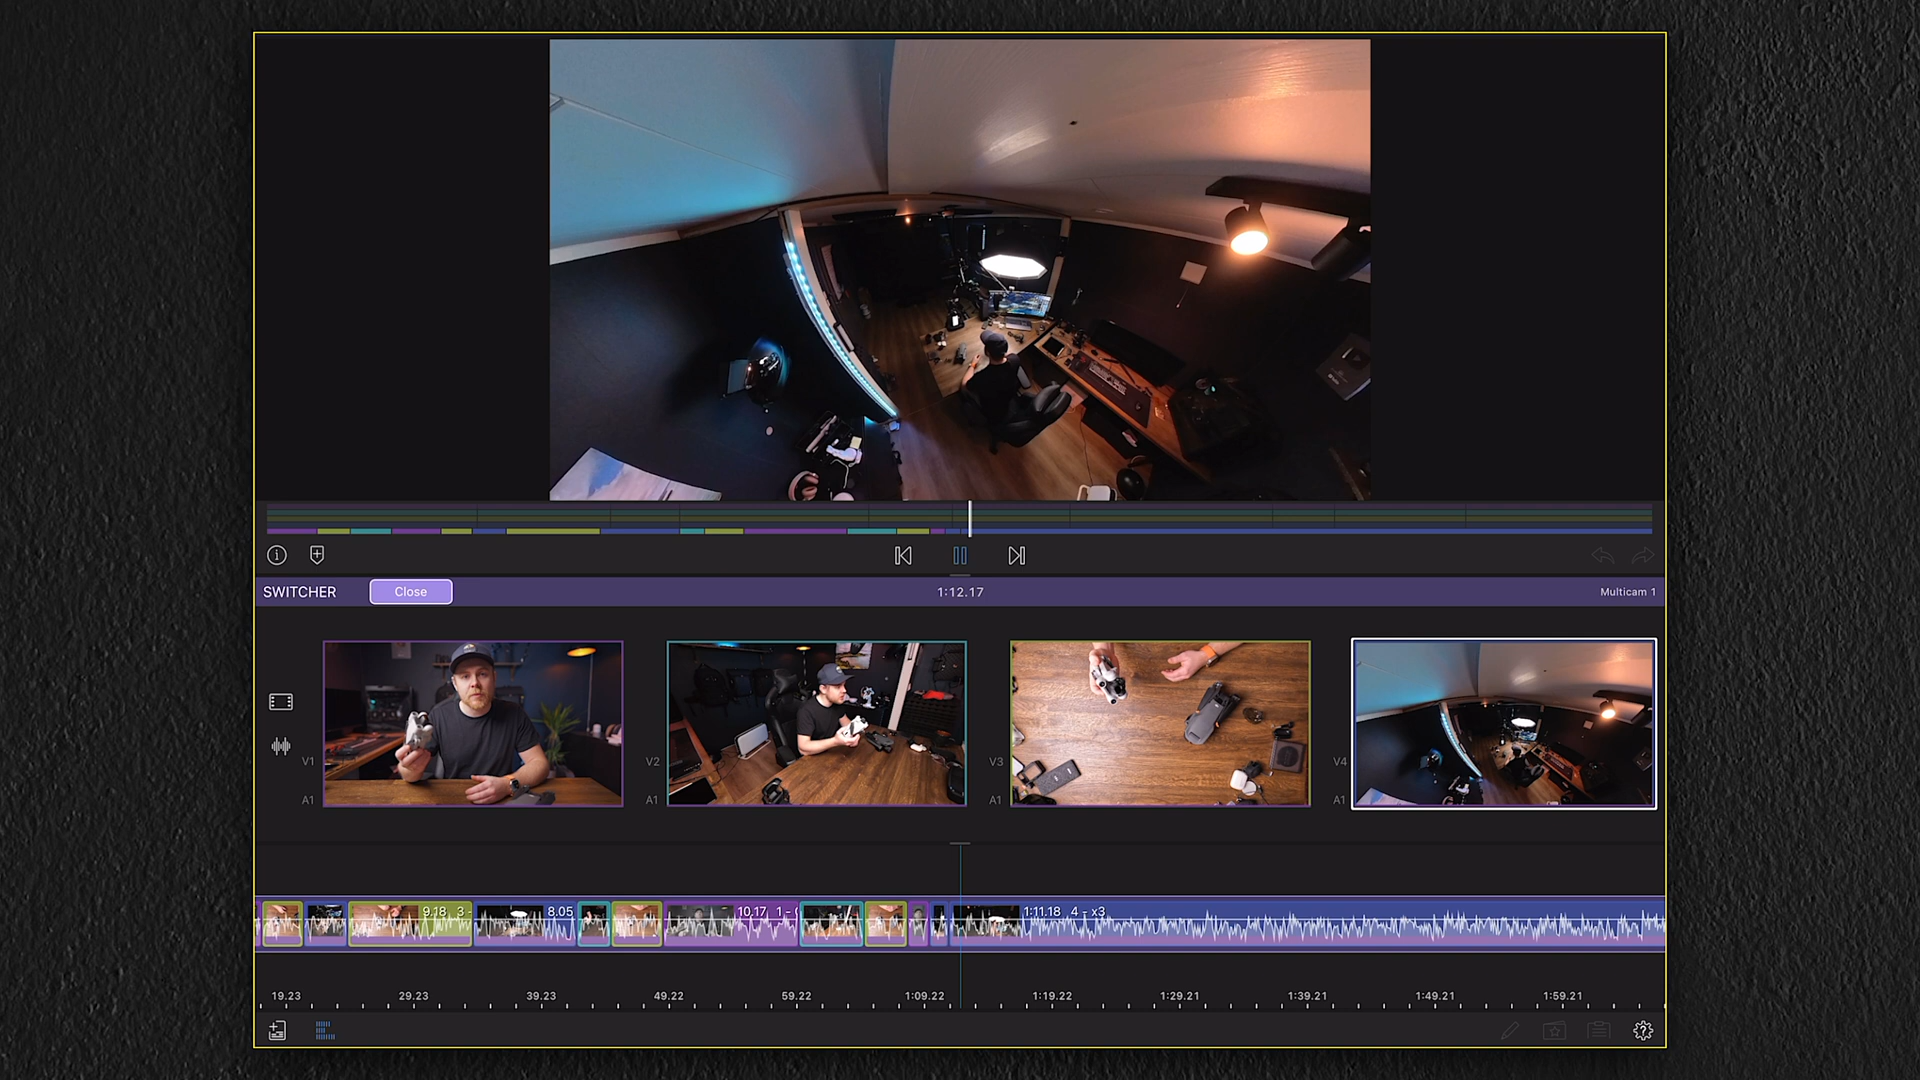 SWITCHER
Close
1:12.17
Multicam 1
V1
A1
V2
A1
V3
A1
V4
A1
9.18 3 -
8.05
10.17 1 - (
1:11.18 4 - x3
19.23
29.23
39.23
49.22
59.22
1:09.22
1:19.22
1:29.21
1:39.21
1:49.21
1:59.21